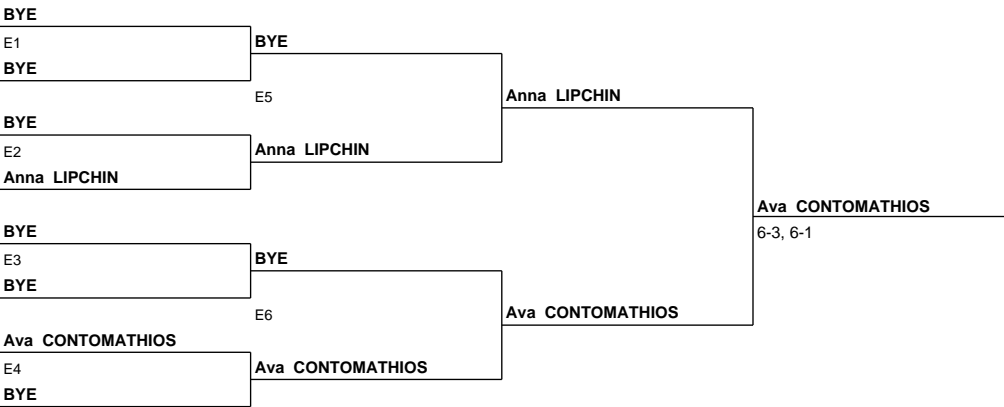 BYE
E1
BYE
BYE
E5
Anna LIPCHIN
BYE
E2
Anna LIPCHIN
Anna LIPCHIN
Ava CONTOMATHIOS
6-3, 6-1
BYE
E3
BYE
BYE
E6
Ava CONTOMATHIOS
Ava CONTOMATHIOS
E4
Ava CONTOMATHIOS
BYE